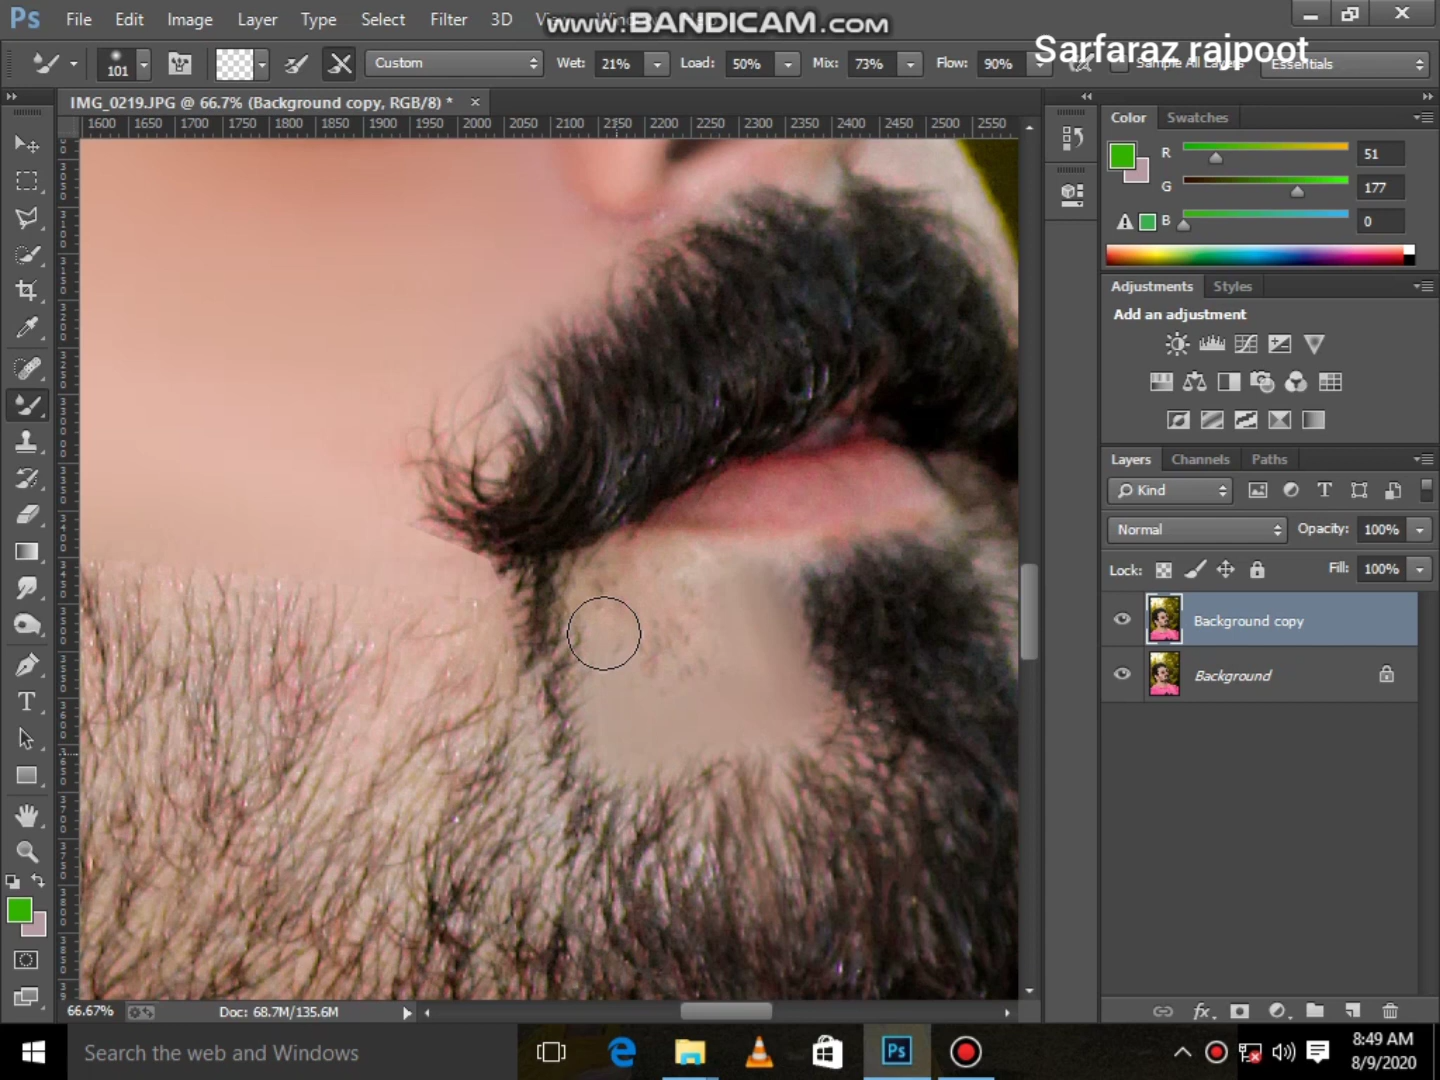 Ps File Edit Image Layer Type Select Filter 3D
www.BANDICAM.com
Sarfaraz rajpoot
101 Custom Wet: 21% Load: 50% Mix: 73% Flow: 90% Sample All Layers Essentials
IMG_0219.JPG @ 66.7% (Background copy, RGB/8) *
1600 1650 1700 1750 1800 1850 1900 1950 2000 2050 2100 2150 2200 2250 2300 2350 2400 2450 2500 2550
Color Swatches
R 51
G 177
B 0
Adjustments Styles
Add an adjustment
Layers Channels Paths
Kind
Normal Opacity: 100%
Lock: Fill: 100%
Background copy
Background
66.67% Doc: 68.7M/135.6M
Search the web and Windows
Ps
8:49 AM
8/9/2020